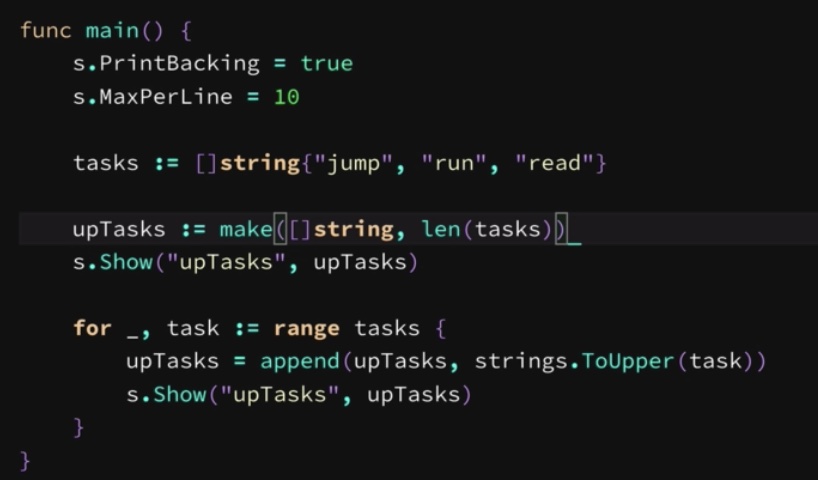 func main() {
    s.PrintBacking = true
    s.MaxPerLine = 10

    tasks := []string{"jump", "run", "read"}

    upTasks := make([]string, len(tasks))_
    s.Show("upTasks", upTasks)

    for _, task := range tasks {
        upTasks = append(upTasks, strings.ToUpper(task))
        s.Show("upTasks", upTasks)
    }
}